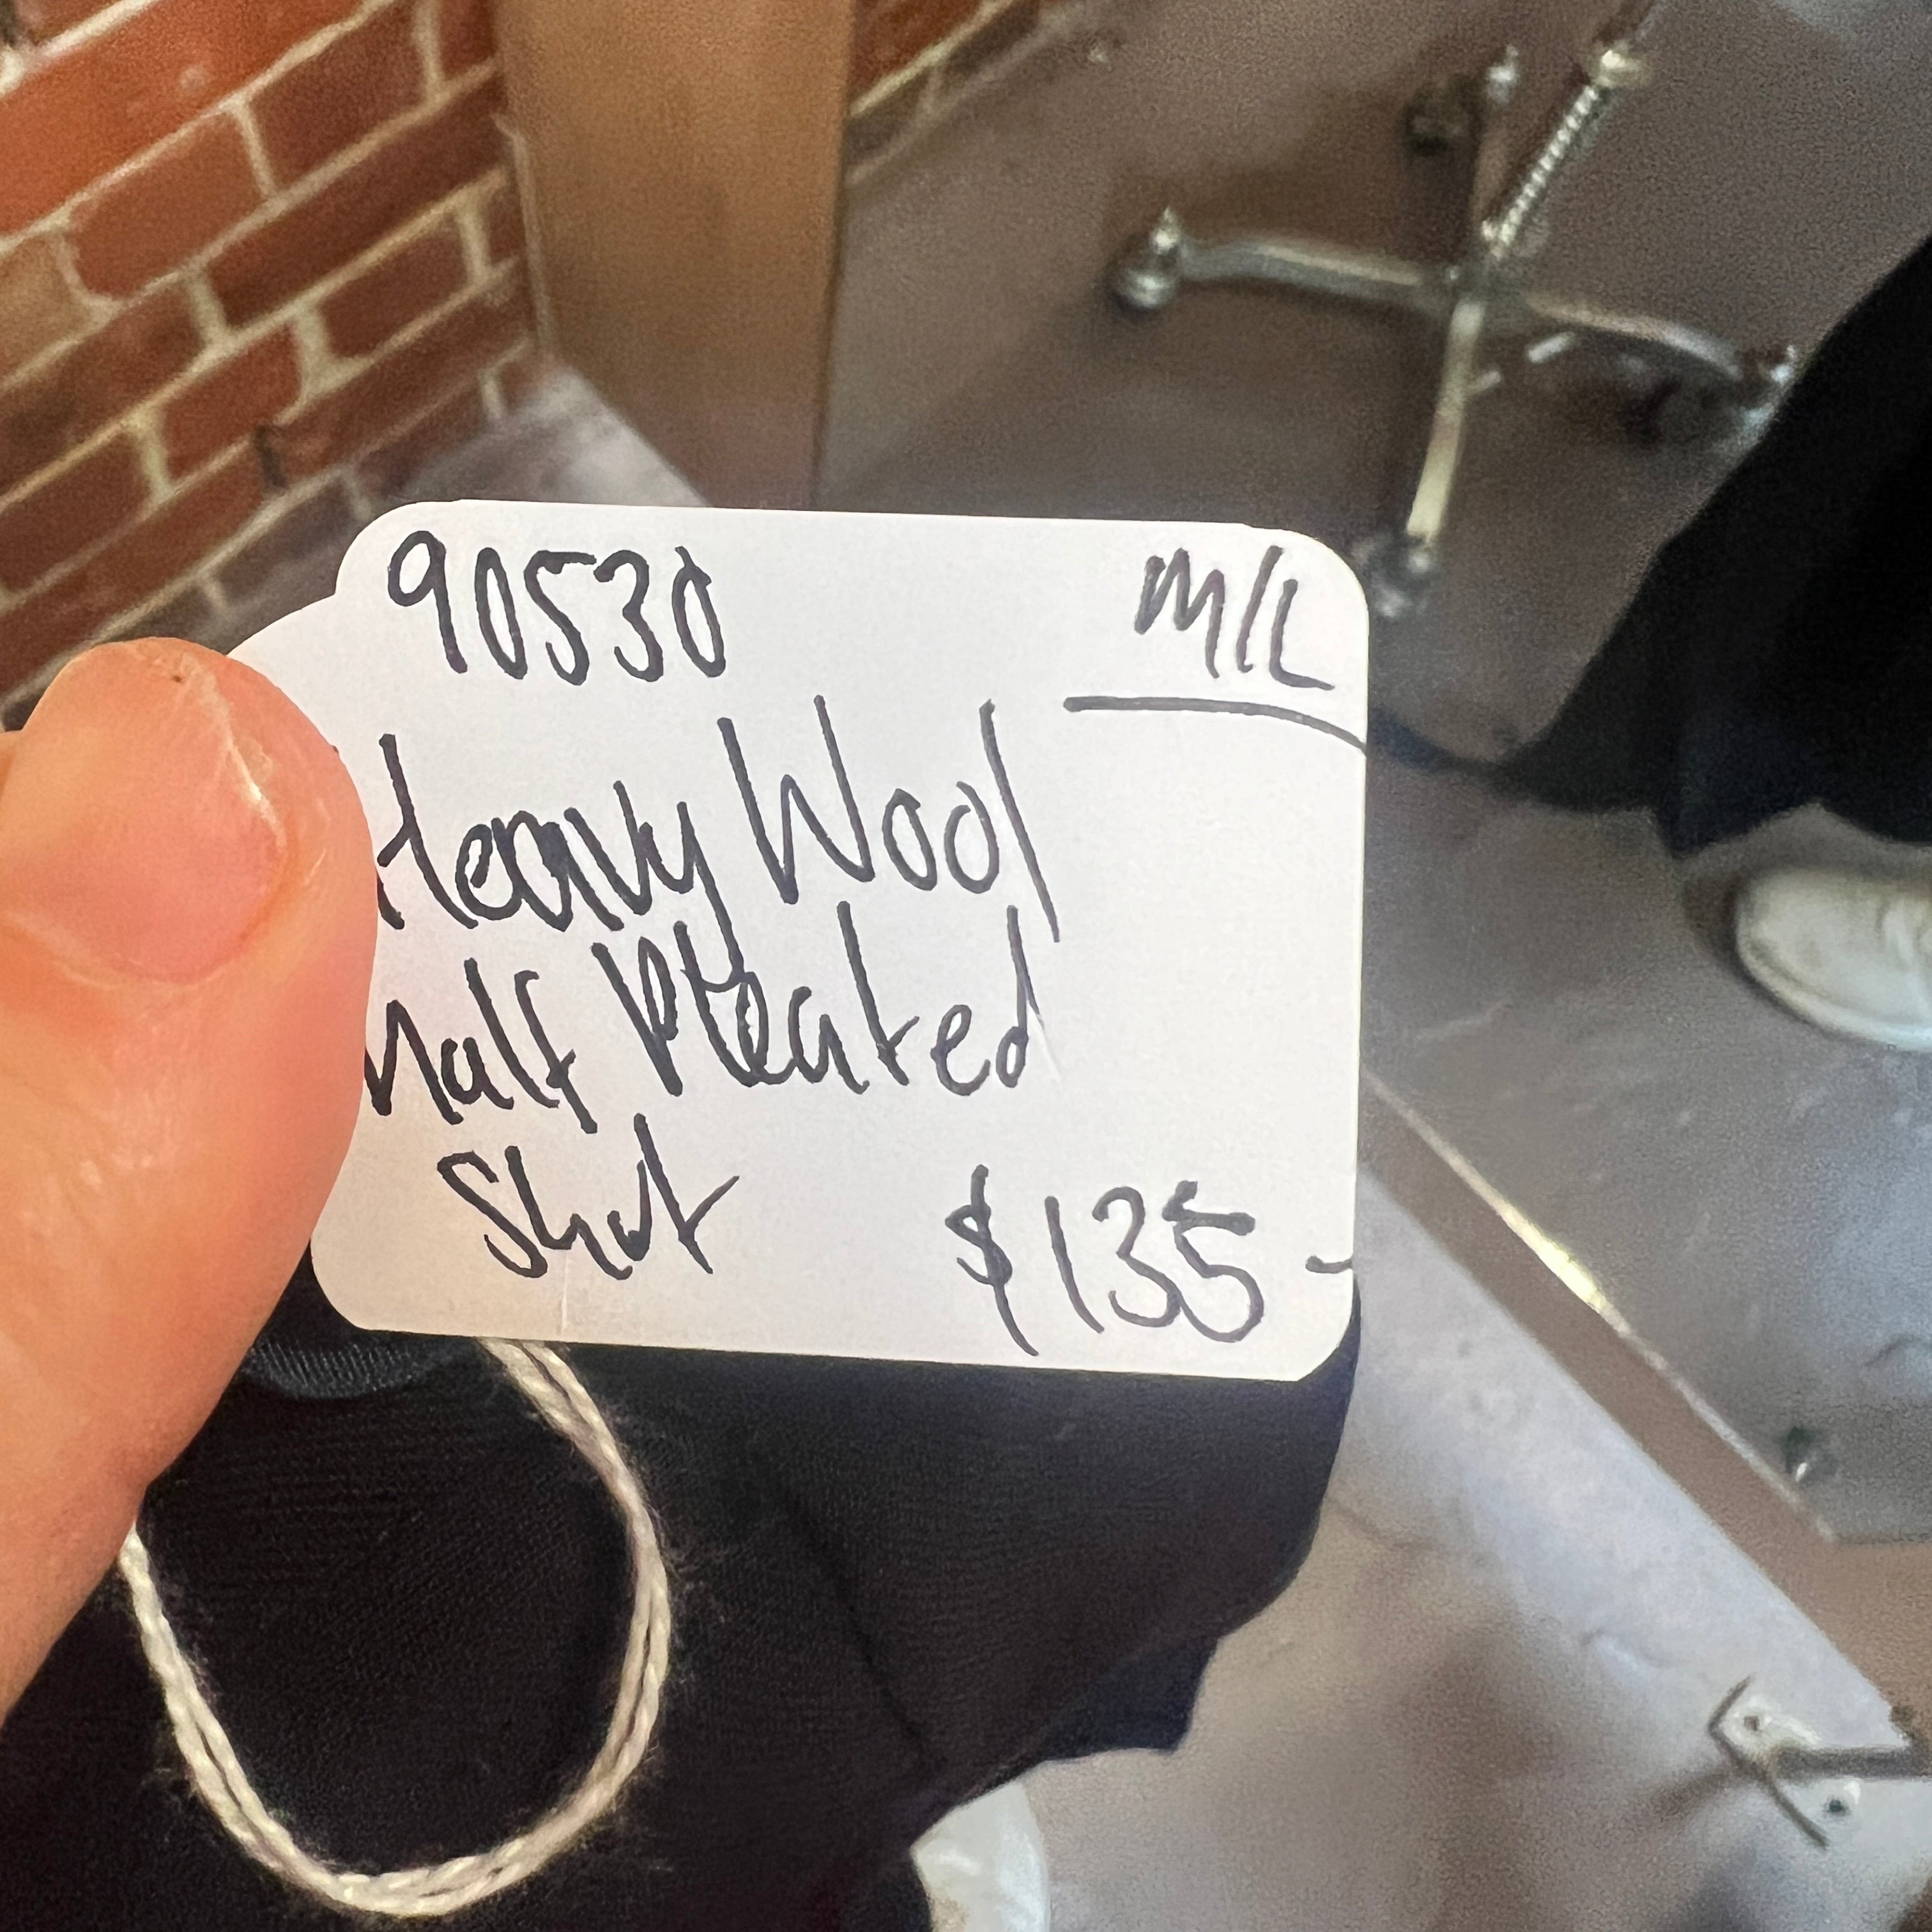 90530 M/L
Heavy Wool
Half Pleated
Shirt $135-